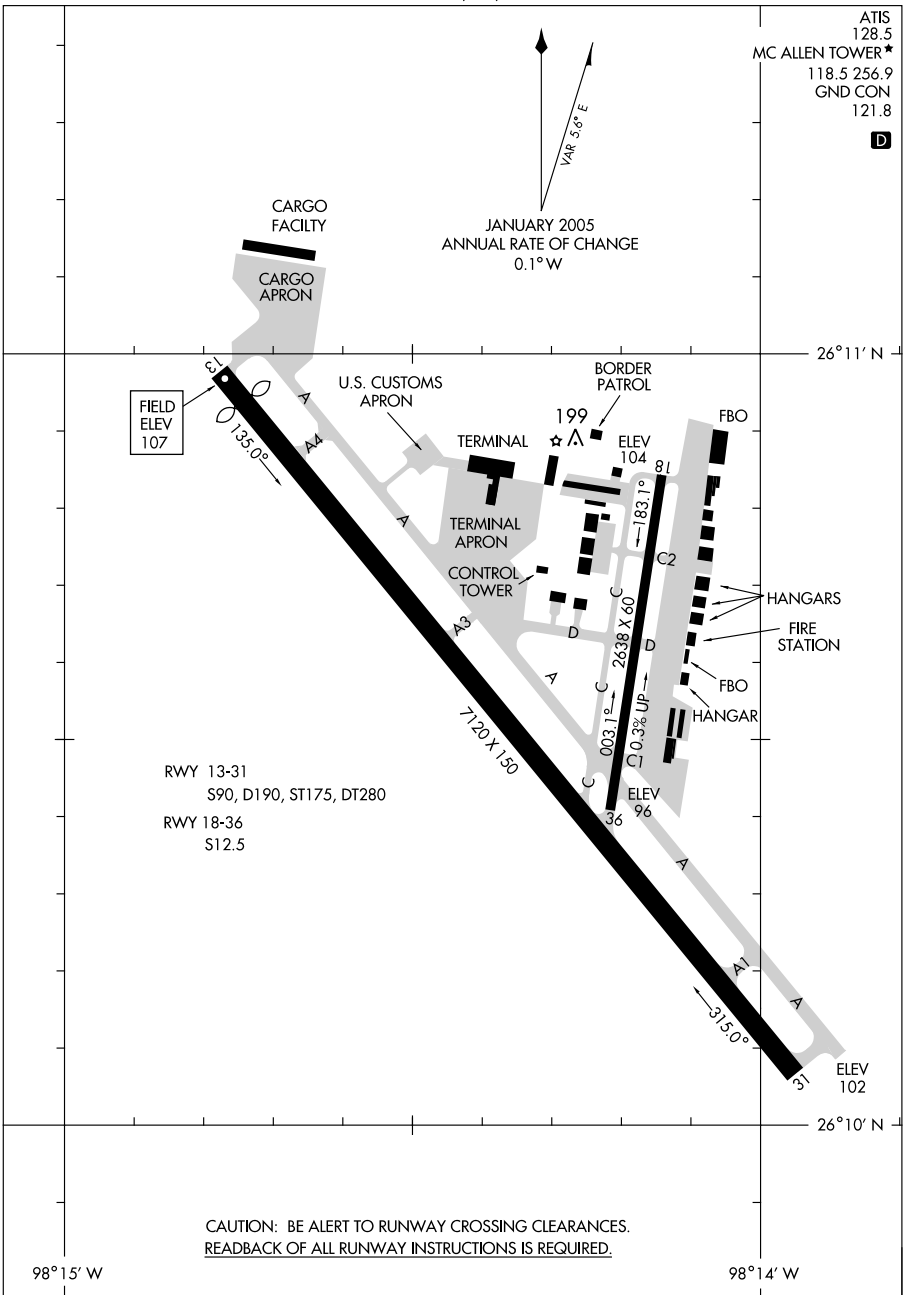 ATIS
128.5
MC ALLEN TOWER★
118.5 256.9
GND CON
121.8
D
VAR 5.6° E
JANUARY 2005
ANNUAL RATE OF CHANGE
0.1° W
CARGO
FACILTY
CARGO
APRON
26°11' N
13
FIELD
ELEV
107
135.0°
A
A4
U.S. CUSTOMS
APRON
TERMINAL
199
BORDER
PATROL
ELEV
104
FBO
18
183.1°
A
TERMINAL
APRON
CONTROL
TOWER
C2
C
HANGARS
FIRE
STATION
2638 X 60
D
D
A3
FBO
HANGAR
A
C
003.1°
0.3% UP
7120 X 150
C1
C
ELEV
96
36
RWY 13-31
S90, D190, ST175, DT280
RWY 18-36
S12.5
A
A1
A
315.0°
31
ELEV
102
26°10' N
CAUTION: BE ALERT TO RUNWAY CROSSING CLEARANCES.
READBACK OF ALL RUNWAY INSTRUCTIONS IS REQUIRED.
98°15' W
98°14' W